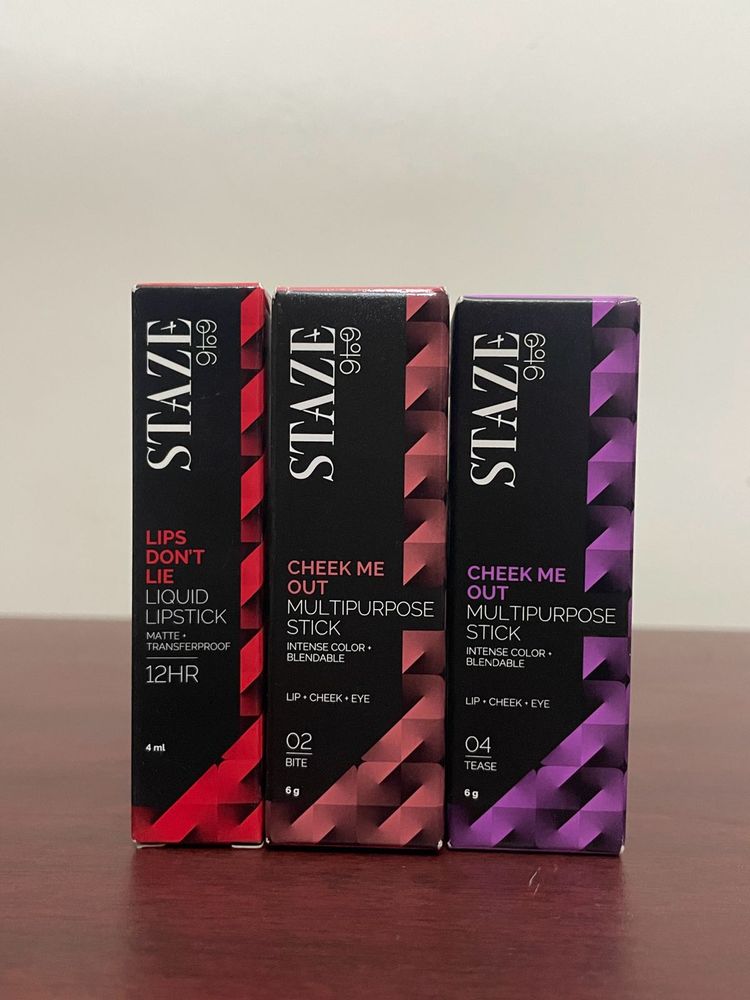 STAZE
9to9
LIPS
DON'T
LIE
LIQUID
LIPSTICK
MATTE +
TRANSFERPROOF
12HR
4 ml
STAZE
9to9
CHEEK ME
OUT
MULTIPURPOSE
STICK
INTENSE COLOR +
BLENDABLE
LIP + CHEEK + EYE
02
BITE
6 g
STAZE
9to9
CHEEK ME
OUT
MULTIPURPOSE
STICK
INTENSE COLOR +
BLENDABLE
LIP + CHEEK + EYE
04
TEASE
6 g